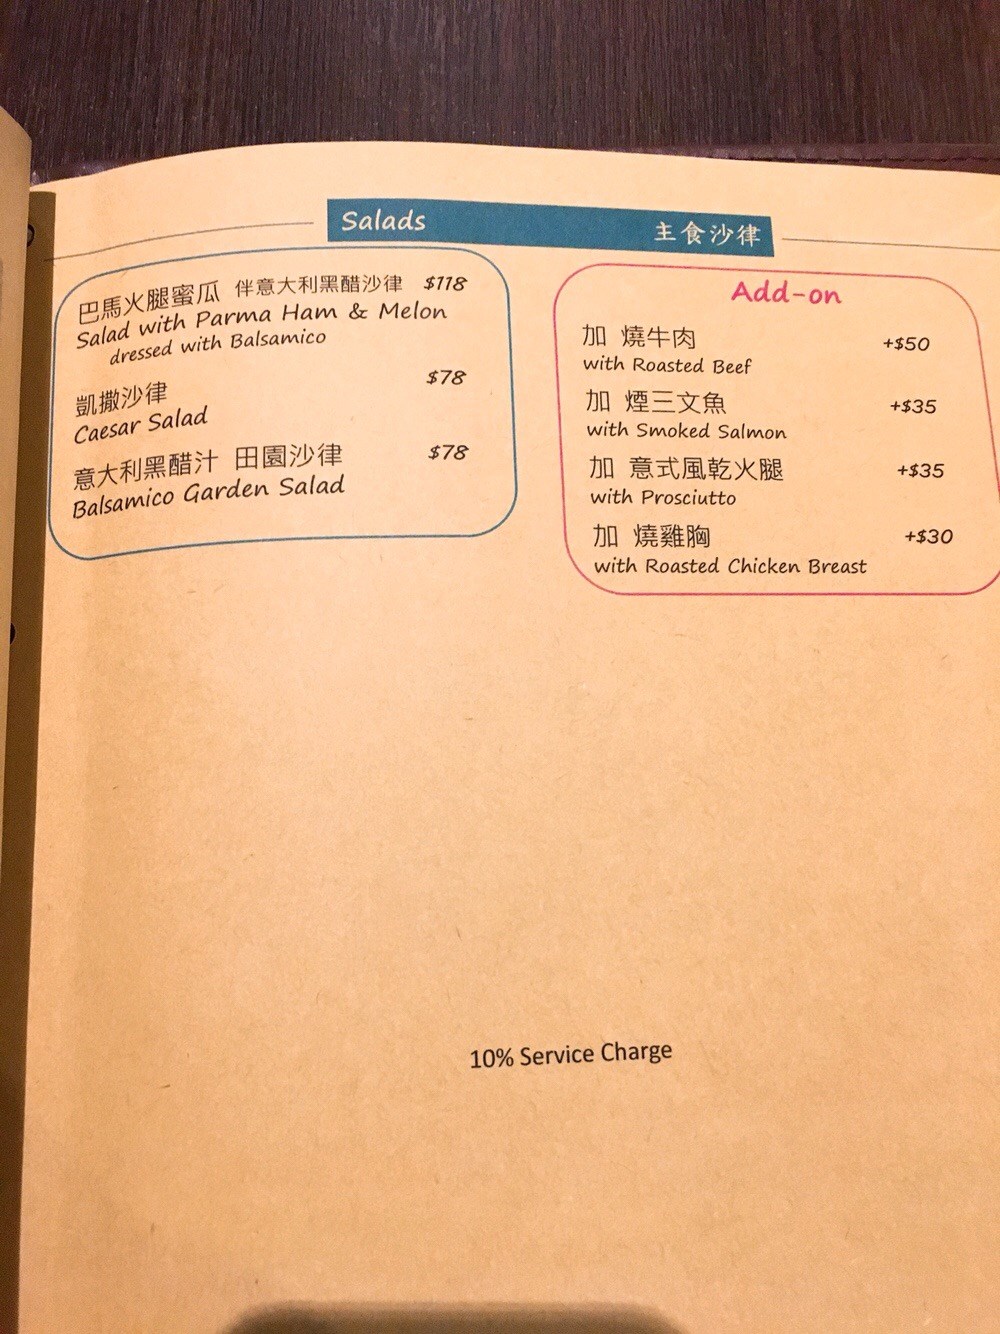 Salads 主食沙律
巴馬火腿蜜瓜 伴意大利黑醋沙律 $118
Salad with Parma Ham & Melon
dressed with Balsamico
凱撒沙律 $78
Caesar Salad
意大利黑醋汁 田園沙律 $78
Balsamico Garden Salad
Add-on
加 燒牛肉 +$50
with Roasted Beef
加 煙三文魚 +$35
with Smoked Salmon
加 意式風乾火腿 +$35
with Prosciutto
加 燒雞胸 +$30
with Roasted Chicken Breast
10% Service Charge